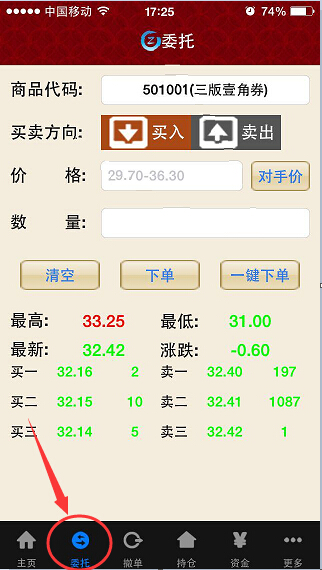 中国移动 17:25 74%
Z委托
商品代码: 501001(三版壹角券)
买卖方向: 买入 卖出
价 格: 29.70-36.30 对手价
数 量:
清空 下单 一键下单
最高: 33.25 最低: 31.00
最新: 32.42 涨跌: -0.60
买一 32.16 2 卖一 32.40 197
买二 32.15 10 卖二 32.41 1087
买三 32.14 5 卖三 32.42 1
主页 委托 撤单 持仓 资金 更多